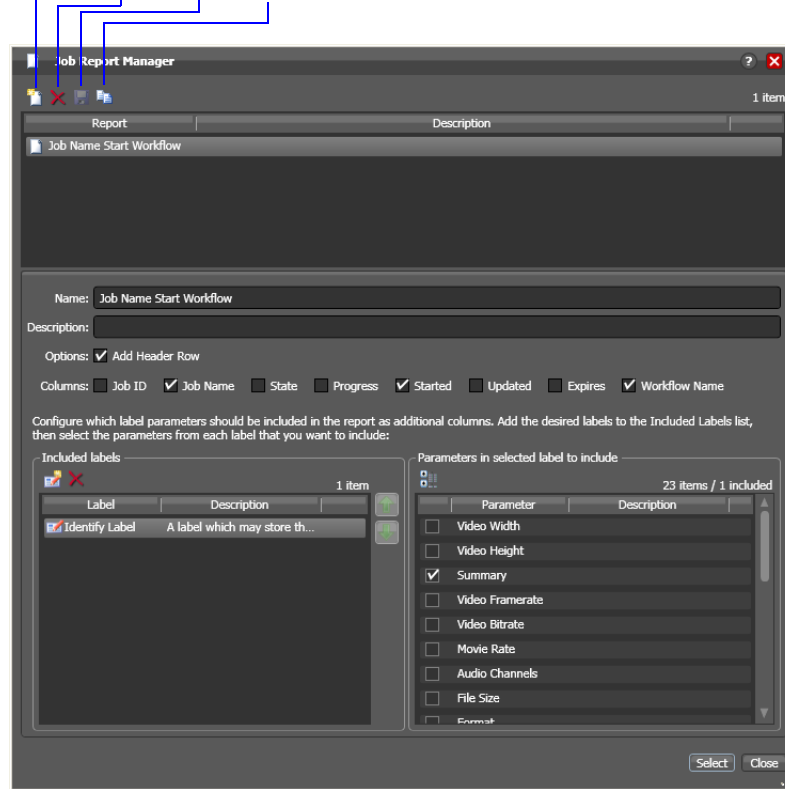 Job Report Manager
?
1 item
Report Description
Job Name Start Workflow
Name: Job Name Start Workflow
Description:
Options: Add Header Row
Columns: Job ID Job Name State Progress Started Updated Expires Workflow Name
Configure which label parameters should be included in the report as additional columns. Add the desired labels to the Included Labels list,
then select the parameters from each label that you want to include:
Included labels
1 item
Label Description
Identify Label A label which may store th...
Parameters in selected label to include
23 items / 1 included
Parameter Description
Video Width
Video Height
Summary
Video Framerate
Video Bitrate
Movie Rate
Audio Channels
File Size
Format
Select Close